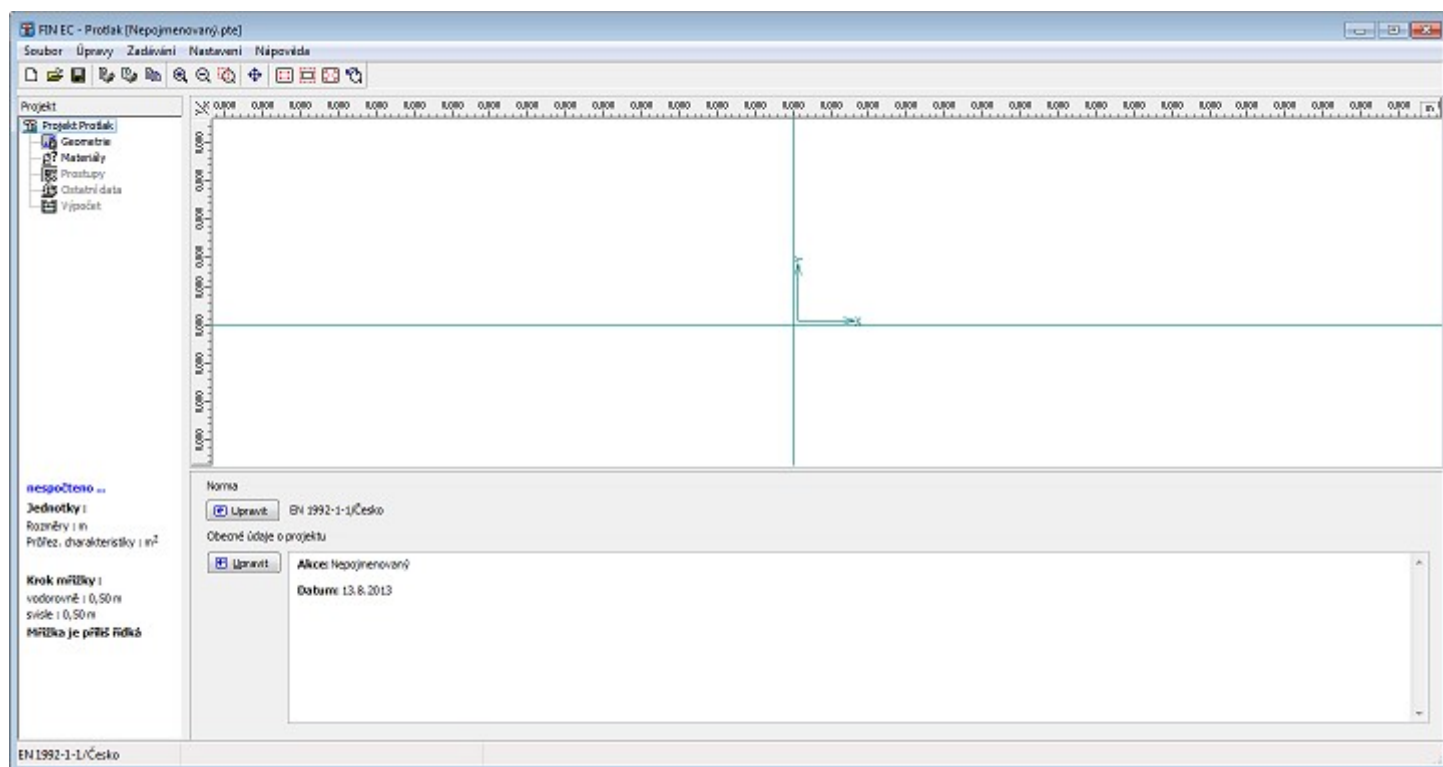 FIN EC - Protlak [Nepojmenovaný.pte]
Soubor Úpravy Zadávání Nastavení Nápověda
Projekt
Projekt Protlak
Geometrie
Materiály
Prostupy
Ostatní data
Výpočet
m
Y
X
nespočteno ...
Jednotky :
Rozměry : m
Průřez. charakteristiky : m²
Krok mřížky :
vodorovně : 0,50 m
svisle : 0,50 m
Mřížka je příliš řídká
Norma
Upravit EN 1992-1-1/Česko
Obecné údaje o projektu
Upravit Akce: Nepojmenovaný
Datum: 13.8.2013
EN 1992-1-1/Česko